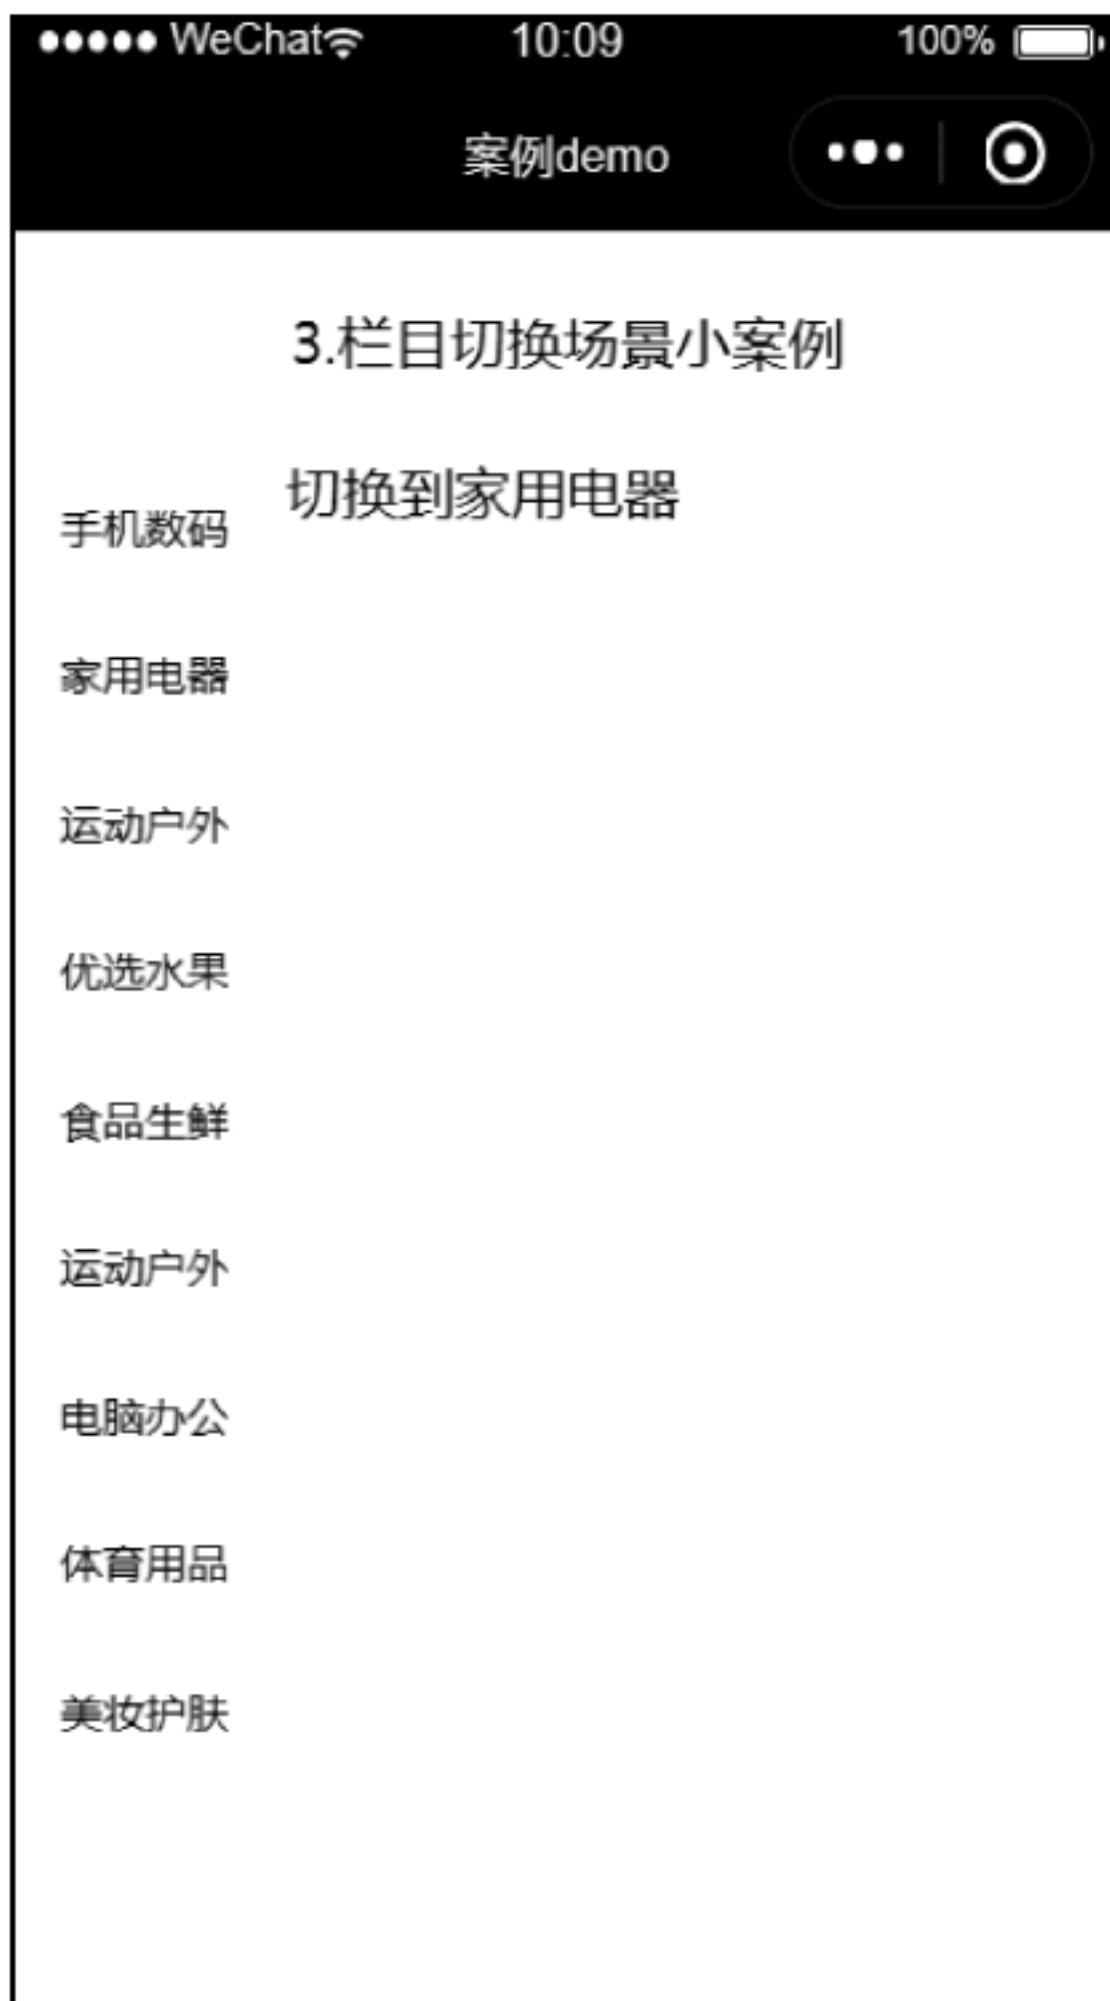 WeChat 10:09 100%
案例demo
3.栏目切换场景小案例
切换到家用电器
手机数码
家用电器
运动户外
优选水果
食品生鲜
运动户外
电脑办公
体育用品
美妆护肤